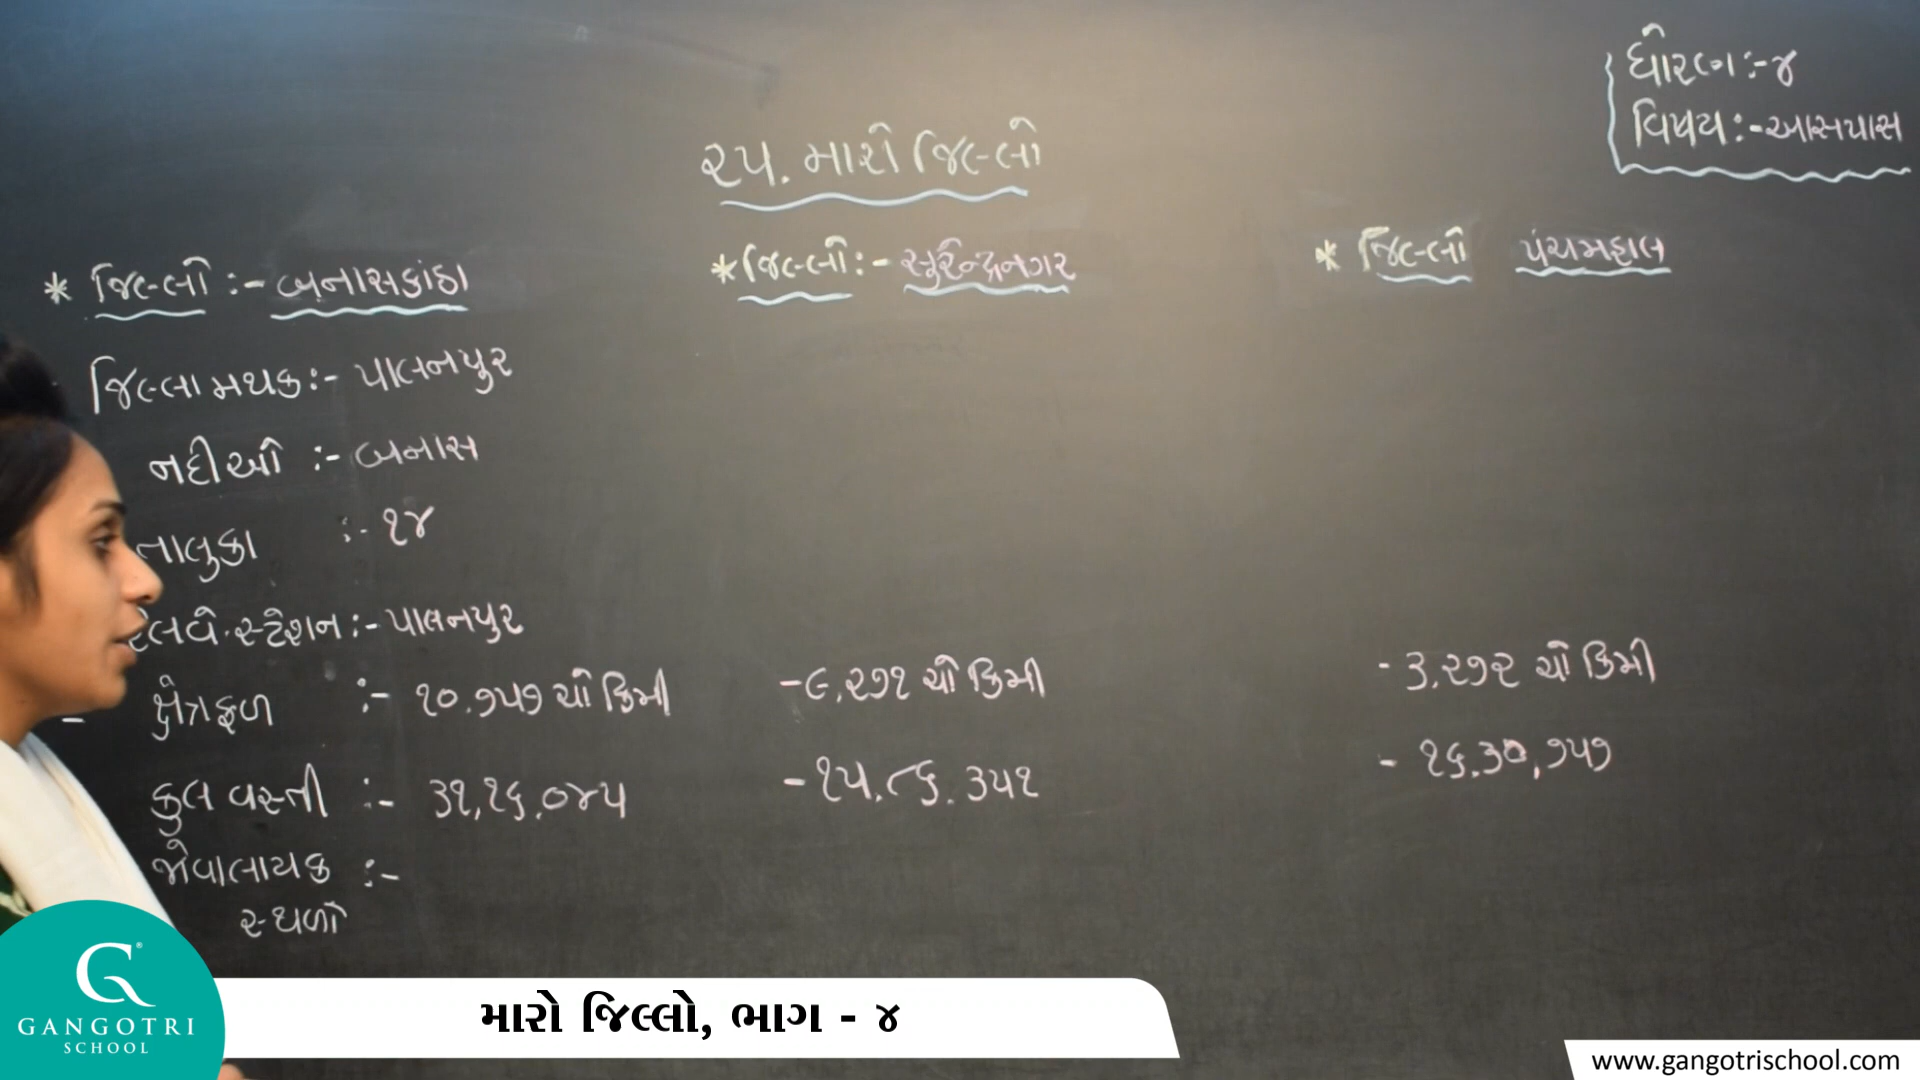 ધોરણ :- ૪
વિષય :- આસપાસ
૨૫. મારો જિલ્લો
* જિલ્લો :- બનાસકાંઠા
જિલ્લા મથક :- પાલનપુર
નદીઓ :- બનાસ
તાલુકા :- ૧૪
રેલવે સ્ટેશન :- પાલનપુર
ક્ષેત્રફળ :- ૧૦.૭૫૭ ચો કિમી
કુલ વસ્તી :- ૩૧,૧૬,૦૪૫
જોવાલાયક :-
સ્થળો
* જિલ્લો :- સુરેન્દ્રનગર
- ૯,૨૭૧ ચો કિમી
- ૧૫.૮૬.૩૫૧
* જિલ્લો પંચમહાલ
- ૩.૨૭૨ ચો કિમી
- ૧૬.૩૦,૭૫૭
મારો જિલ્લો, ભાગ - ૪
GANGOTRI
SCHOOL
www.gangotrischool.com